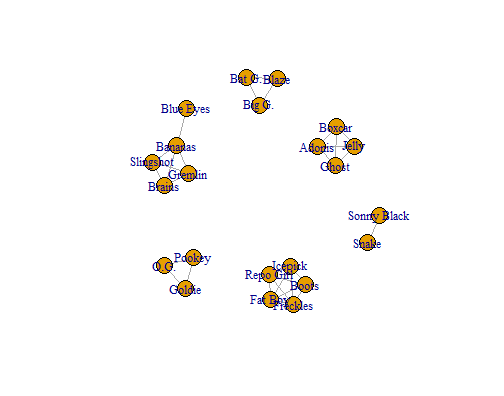 Bat G.
Blaze
Big G.
Blue Eyes
Boxcar
Bananas
Adonis
Jelly
Slingshot
Ghost
Gremlin
Brains
Sonny Black
Snake
Pookey
O.G.
Icepick
Repo Girl
Boots
Goldie
Fat Boy
Freckles